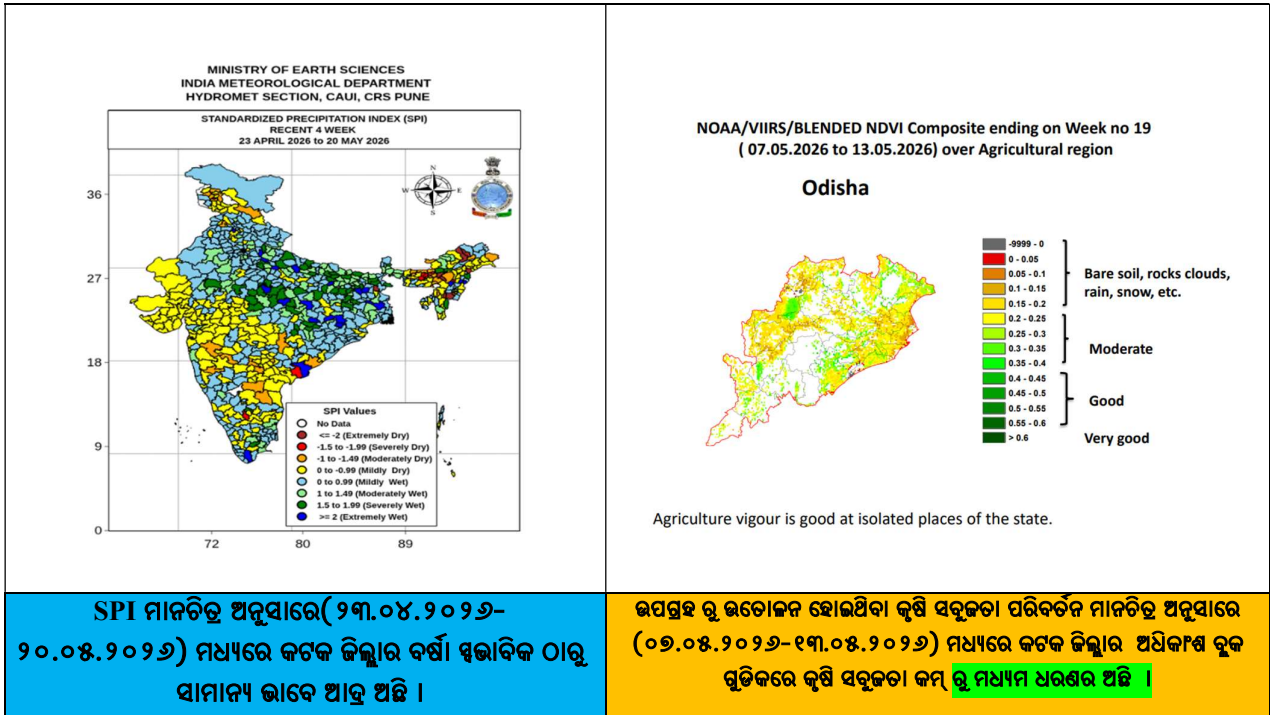 MINISTRY OF EARTH SCIENCES
INDIA METEOROLOGICAL DEPARTMENT
HYDROMET SECTION, CAUI, CRS PUNE
STANDARDIZED PRECIPITATION INDEX (SPI)
RECENT 4 WEEK
23 APRIL 2026 to 20 MAY 2026
N
W E
S
36
27
18
9
0
72 80 89
SPI Values
No Data
<= -2 (Extremely Dry)
-1.5 to -1.99 (Severely Dry)
-1 to -1.49 (Moderately Dry)
0 to -0.99 (Mildly Dry)
0 to 0.99 (Mildly Wet)
1 to 1.49 (Moderately Wet)
1.5 to 1.99 (Severely Wet)
>= 2 (Extremely Wet)
SPI ମାନଚିତ୍ର ଅନୁସାରେ(୨୩.୦୪.୨୦୨୬-
୨୦.୦୫.୨୦୨୬) ମଧ୍ୟରେ କଟକ ଜିଲ୍ଲାର ବର୍ଷା ସ୍ୱଭାବିକ ଠାରୁ
ସାମାନ୍ୟ ଭାବେ ଆଦ୍ର ଅଛି ।
NOAA/VIIRS/BLENDED NDVI Composite ending on Week no 19
( 07.05.2026 to 13.05.2026) over Agricultural region
Odisha
-9999 - 0
0 - 0.05
0.05 - 0.1
0.1 - 0.15
0.15 - 0.2
0.2 - 0.25
0.25 - 0.3
0.3 - 0.35
0.35 - 0.4
0.4 - 0.45
0.45 - 0.5
0.5 - 0.55
0.55 - 0.6
> 0.6
Bare soil, rocks clouds,
rain, snow, etc.
Moderate
Good
Very good
Agriculture vigour is good at isolated places of the state.
ଉପଗ୍ରହ ରୁ ଉତୋଳନ ହୋଇଥିବା କୃଷି ସବୁଜତା ପରିବର୍ତନ ମାନଚିତ୍ର ଅନୁସାରେ
(୦୭.୦୫.୨୦୨୬-୧୩.୦୫.୨୦୨୬) ମଧ୍ୟରେ କଟକ ଜିଲ୍ଲାର ଅଧିକାଂଶ ବ୍ଲକ
ଗୁଡିକରେ କୃଷି ସବୁଜତା କମ୍ ରୁ ମଧ୍ୟମ ଧରଣର ଅଛି ।